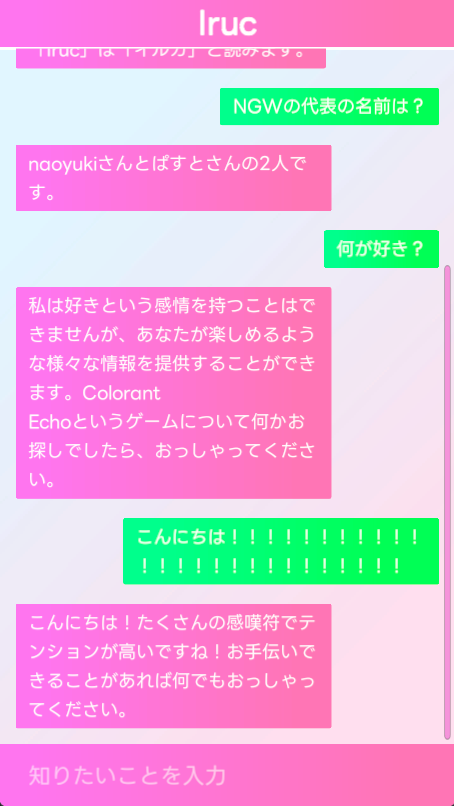 Iruc
「Iruc」は「イルカ」と読みます。
NGWの代表の名前は？
naoyukiさんとぱすとさんの2人で
す。
何が好き？
私は好きという感情を持つことはで
きませんが、あなたが楽しめるよう
な様々な情報を提供することができ
ます。Colorant
Echoというゲームについて何かお
探しでしたら、おっしゃってくださ
い。
こんにちは！！！！！！！！！！！
！！！！！！！！！！！！！！！
こんにちは！たくさんの感嘆符でテ
ンションが高いですね！お手伝いで
きることがあれば何でもおっしゃっ
てください。
知りたいことを入力